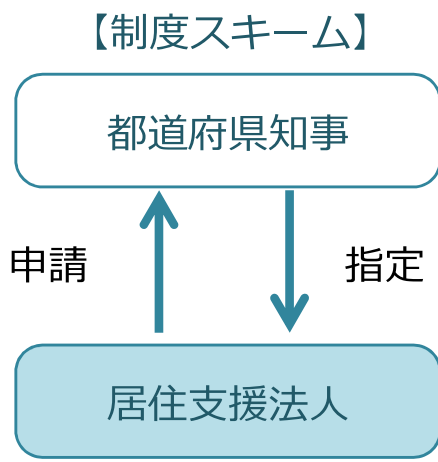 【制度スキーム】
都道府県知事
申請
指定
居住支援法人